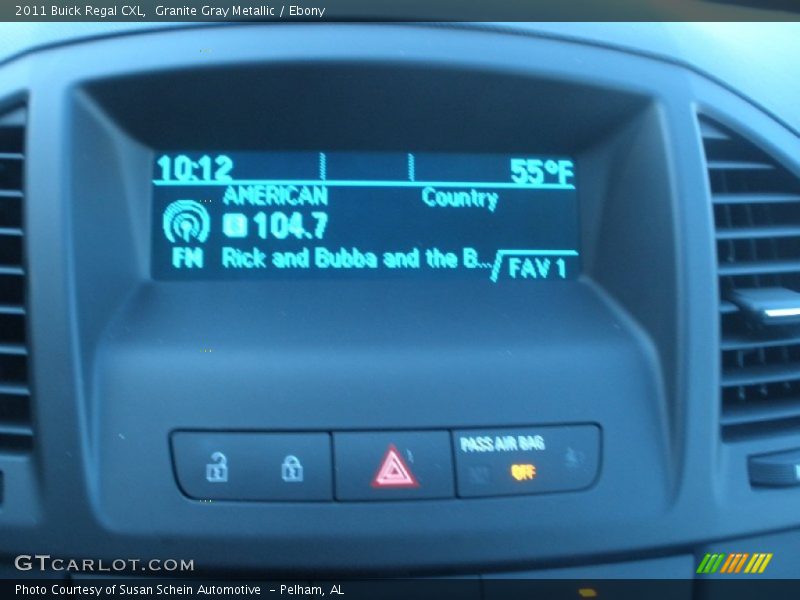 2011 Buick Regal CXL,  Granite Gray Metallic / Ebony
10:12 55°F
AMERICAN Country
104.7
FM Rick and Bubba and the B... FAV 1
PASS AIR BAG
OFF
GTCARLOT.COM
Photo Courtesy of Susan Schein Automotive  - Pelham, AL